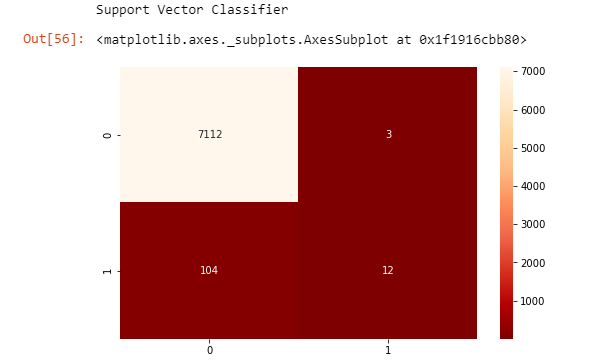 Support Vector Classifier
Out[56]: <matplotlib.axes._subplots.AxesSubplot at 0x1f1916cbb80>
7000
0 7112 3
6000
5000
4000
3000
1 104 12
2000
1000
0 1